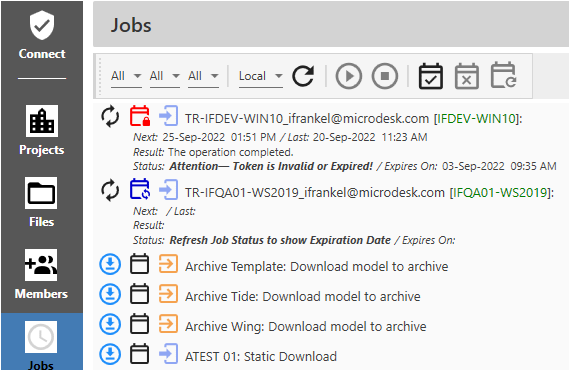 Connect
Projects
Files
Members
Jobs
Jobs
All All All Local
TR-IFDEV-WIN10_ifrankel@microdesk.com [IFDEV-WIN10]:
Next: 25-Sep-2022 01:51 PM / Last: 20-Sep-2022 11:23 AM
Result: The operation completed.
Status: Attention— Token is Invalid or Expired! / Expires On: 03-Sep-2022 09:35 AM
TR-IFQA01-WS2019_ifrankel@microdesk.com [IFQA01-WS2019]:
Next: / Last:
Result:
Status: Refresh Job Status to show Expiration Date / Expires On:
Archive Template: Download model to archive
Archive Tide: Download model to archive
Archive Wing: Download model to archive
ATEST 01: Static Download